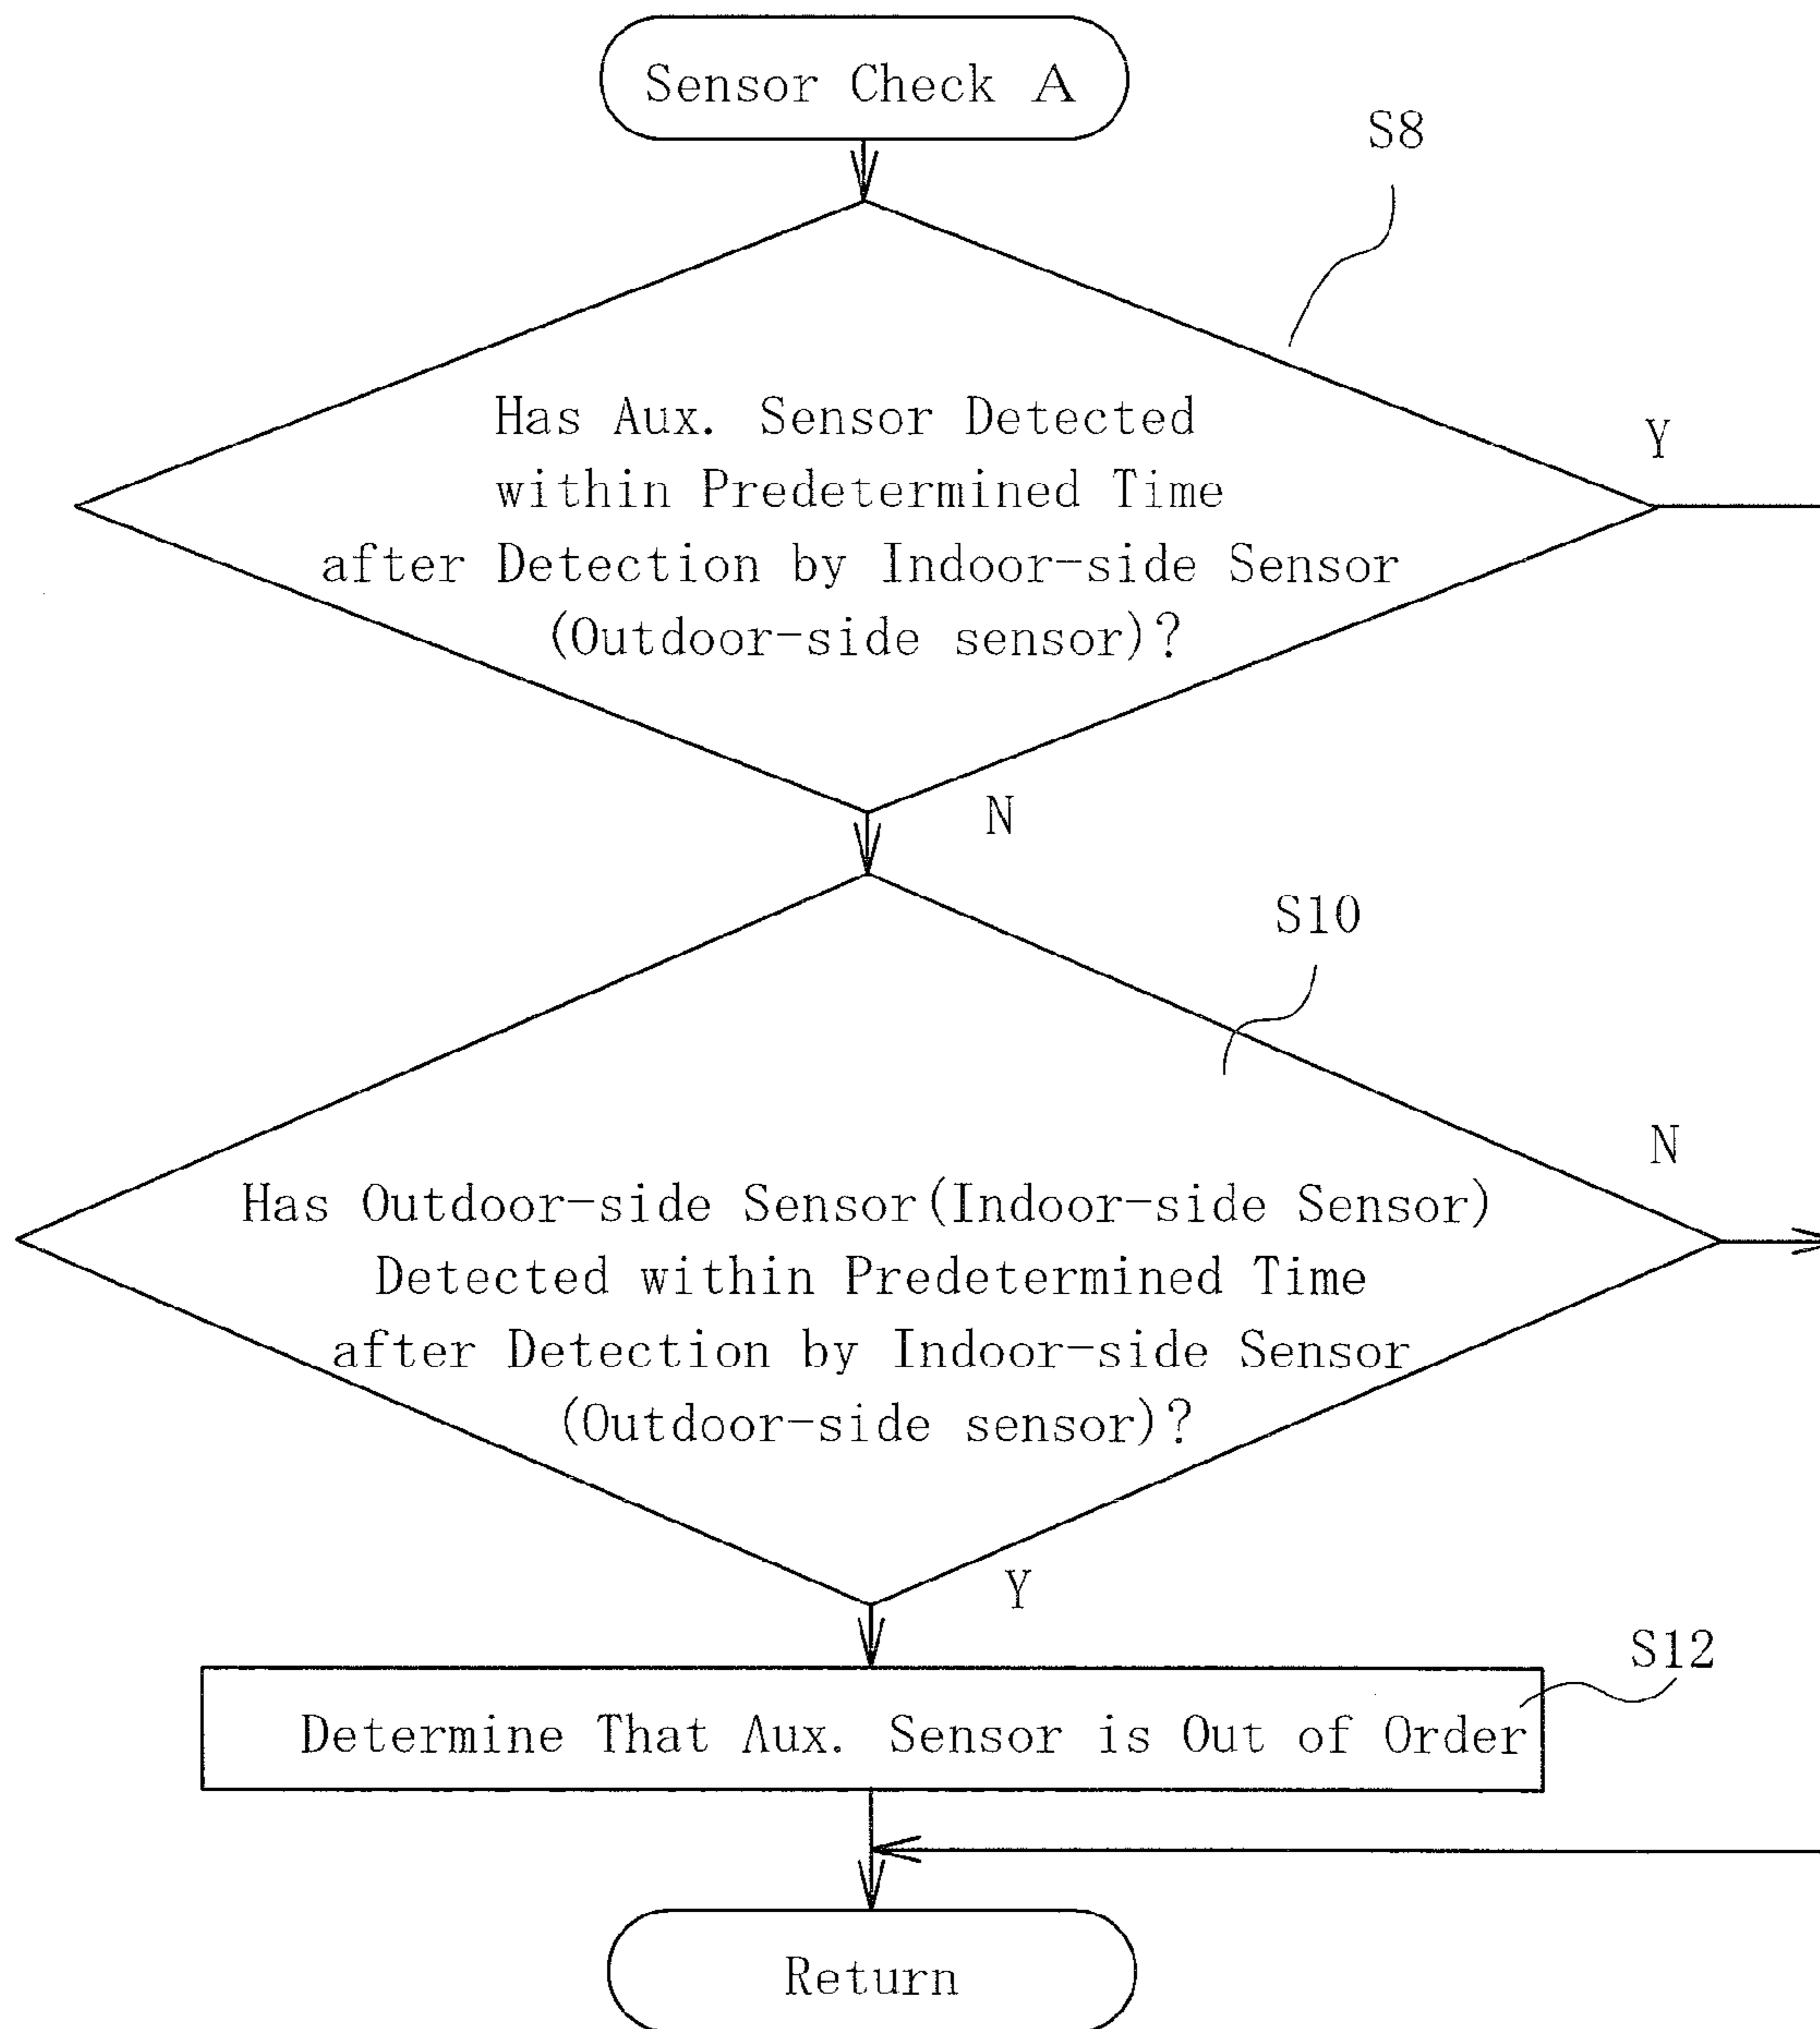 Sensor Check A
S8
Has Aux. Sensor Detected
within Predetermined Time
after Detection by Indoor-side Sensor
(Outdoor-side sensor)?
Y
N
S10
Has Outdoor-side Sensor(Indoor-side Sensor)
Detected within Predetermined Time
after Detection by Indoor-side Sensor
(Outdoor-side sensor)?
N
Y
S12
Determine That Aux. Sensor is Out of Order
Return